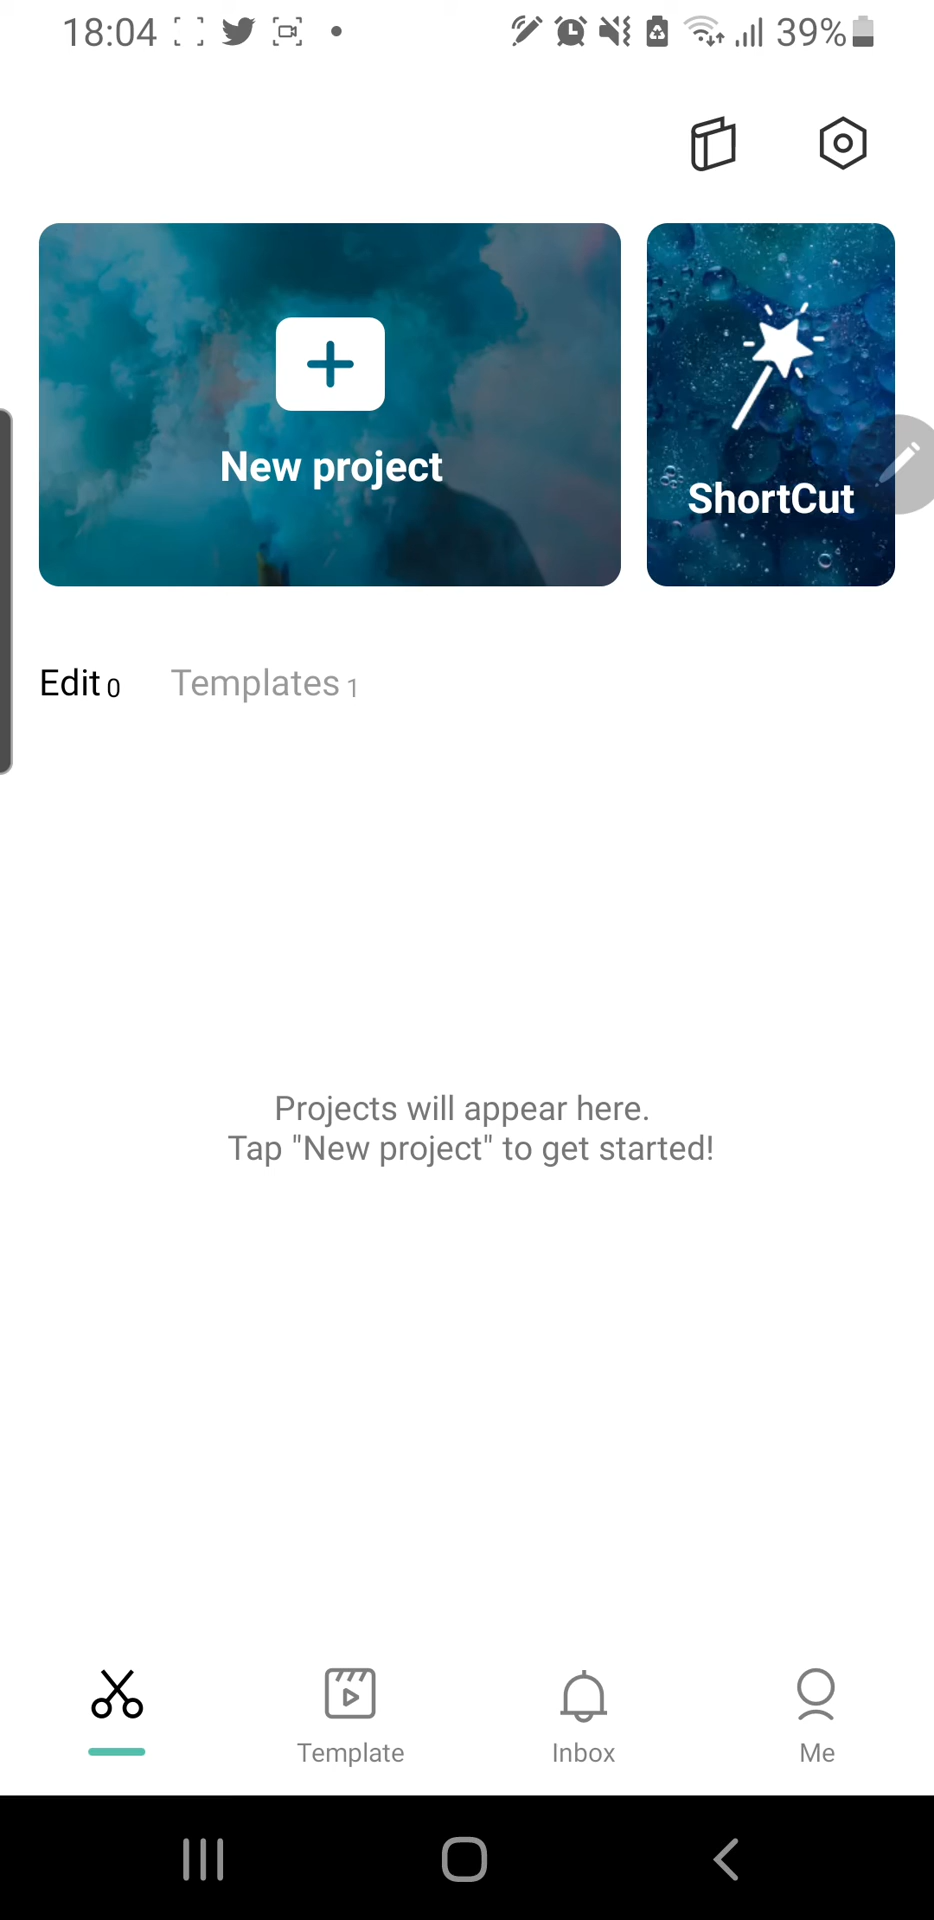 18:04
39%
New project
ShortCut
Edit 0
Templates 1
Projects will appear here.
Tap "New project" to get started!
Template
Inbox
Me